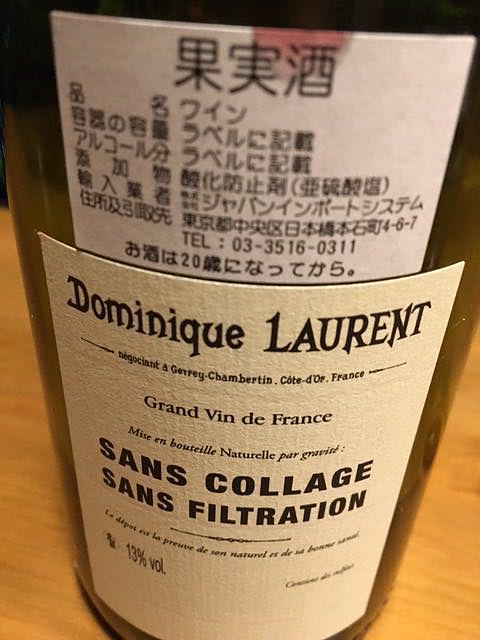 果実酒
品名 ワイン
容器の容量 ラベルに記載
アルコール分 ラベルに記載
添加物 酸化防止剤(亜硫酸塩)
輸入業者 株式会社ジャパンインポートシステム
住所及引取先 東京都中央区日本橋本石町4-6-7
TEL:03-3516-0311
お酒は20歳になってから。
Dominique LAURENT
négociant à Gevrey-Chambertin, Côte-d'Or, France
Grand Vin de France
Mise en bouteille Naturelle par gravité :
SANS COLLAGE
SANS FILTRATION
Le dépot est la preuve de son naturel et de sa bonne santé.
13% vol.
Contient des sulfites